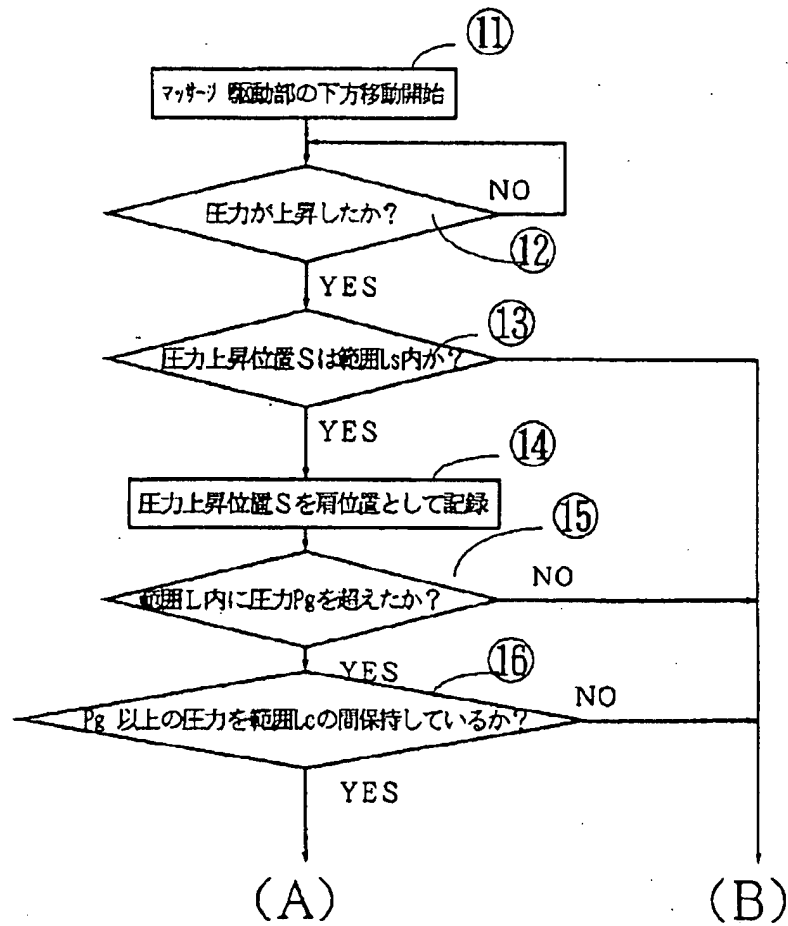 ⑪
マッサージ 駆動部の下方移動開始
NO
圧力が上昇したか?
⑫
YES
⑬
圧力上昇位置Sは範囲Ls内か?
YES
⑭
圧力上昇位置Sを肩位置として記録
⑮
NO
範囲L内に圧力Pgを超えたか?
YES
⑯
NO
Pg 以上の圧力を範囲Lcの間保持しているか?
YES
(A)
(B)